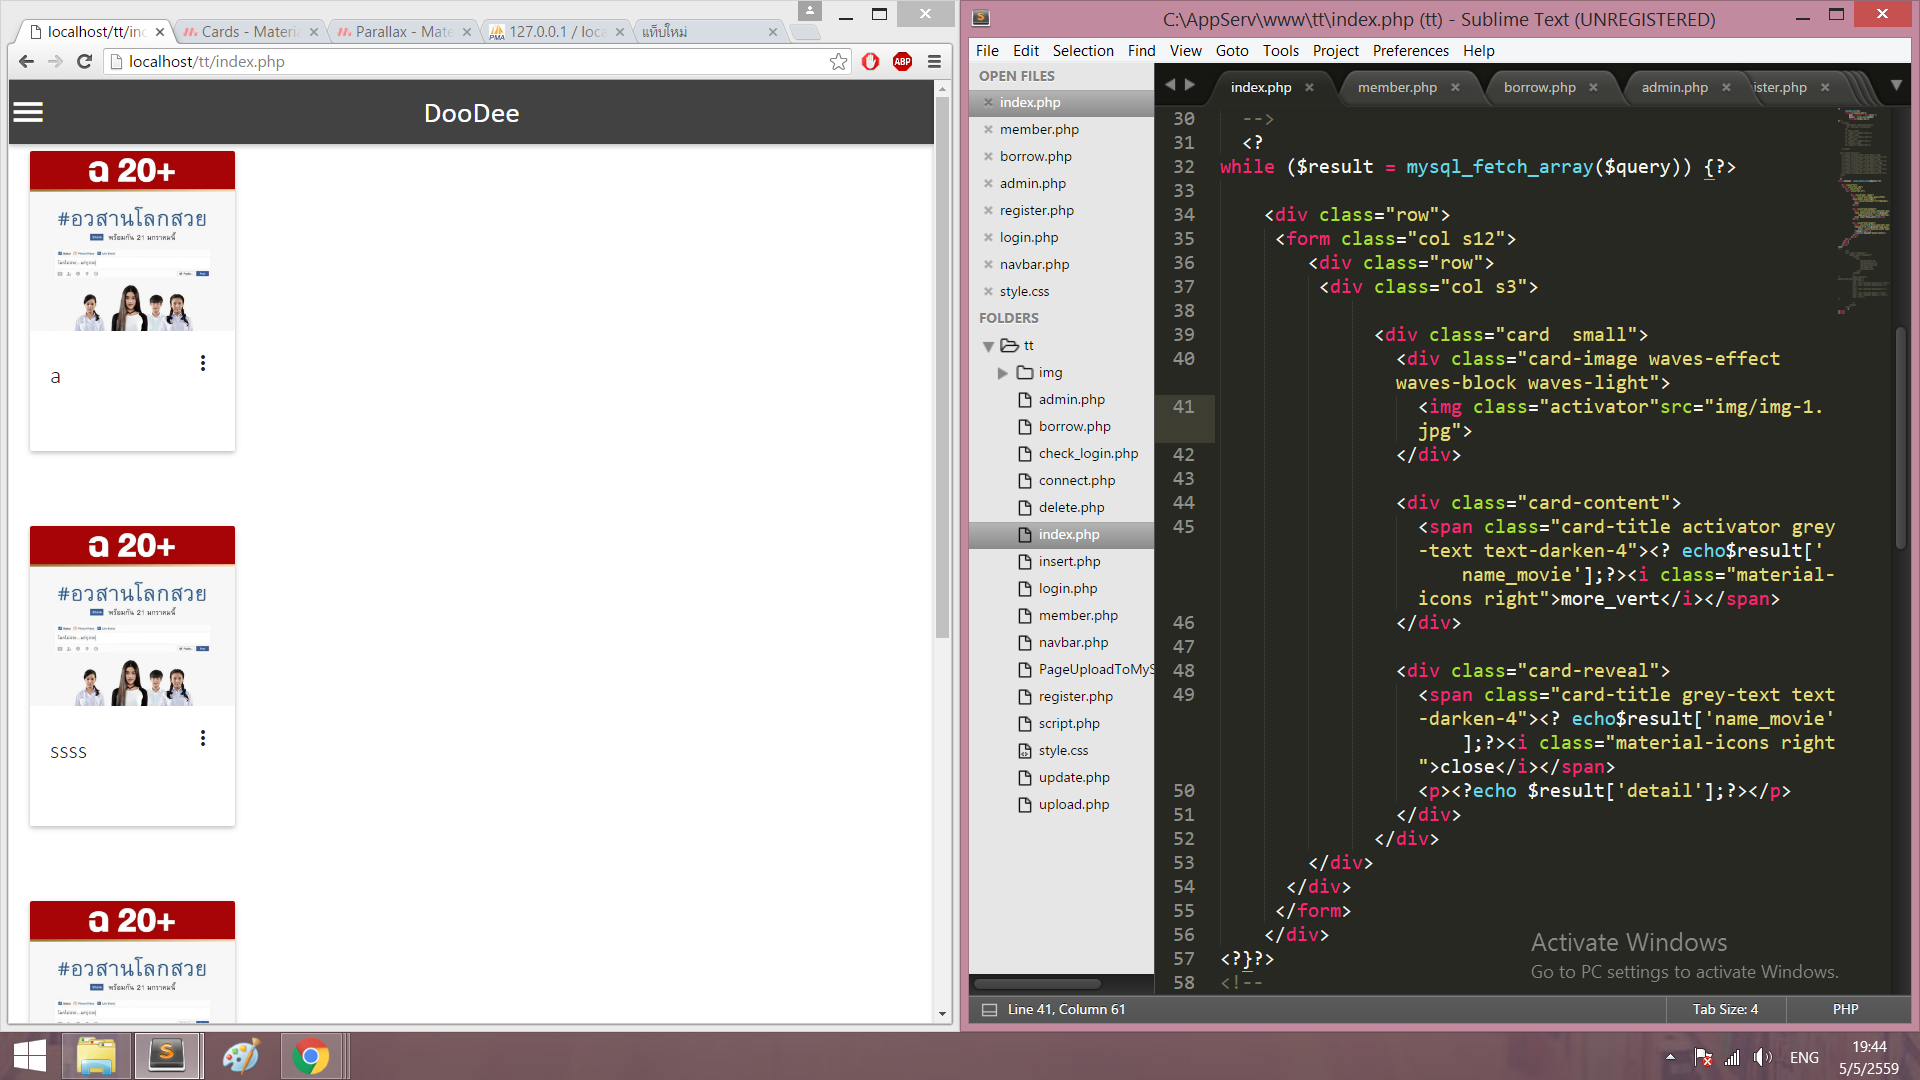 localhost/tt/inc
Cards - Materia
Parallax - Mate
127.0.0.1 / loca
แท็บใหม่
localhost/tt/index.php
ABP
DooDee
ฉ 20+
#อวสานโลกสวย
พร้อมกัน 21 มกราคมนี้
a
ฉ 20+
#อวสานโลกสวย
พร้อมกัน 21 มกราคมนี้
ssss
ฉ 20+
#อวสานโลกสวย
พร้อมกัน 21 มกราคมนี้
C:\AppServ\www\tt\index.php (tt) - Sublime Text (UNREGISTERED)
File Edit Selection Find View Goto Tools Project Preferences Help
OPEN FILES
index.php
member.php
borrow.php
admin.php
register.php
login.php
navbar.php
style.css
FOLDERS
tt
img
admin.php
borrow.php
check_login.php
connect.php
delete.php
index.php
insert.php
login.php
member.php
navbar.php
PageUploadToMyS
register.php
script.php
style.css
update.php
upload.php
index.php member.php borrow.php admin.php ister.php
30 -->
31 <?
32 while ($result = mysql_fetch_array($query)) {?>
33
34 <div class="row">
35 <form class="col s12">
36 <div class="row">
37 <div class="col s3">
38
39 <div class="card  small">
40 <div class="card-image waves-effect
waves-block waves-light">
41 <img class="activator"src="img/img-1.
jpg">
42 </div>
43
44 <div class="card-content">
45 <span class="card-title activator grey
-text text-darken-4"><? echo$result['
name_movie'];?><i class="material-
icons right">more_vert</i></span>
46 </div>
47
48 <div class="card-reveal">
49 <span class="card-title grey-text text
-darken-4"><? echo$result['name_movie'
];?><i class="material-icons right
">close</i></span>
50 <p><?echo $result['detail'];?></p>
51 </div>
52 </div>
53 </div>
54 </div>
55 </form>
56 </div>
57 <?}?>
58 <!--
Activate Windows
Go to PC settings to activate Windows.
Line 41, Column 61
Tab Size: 4
PHP
ENG
19:44
5/5/2559